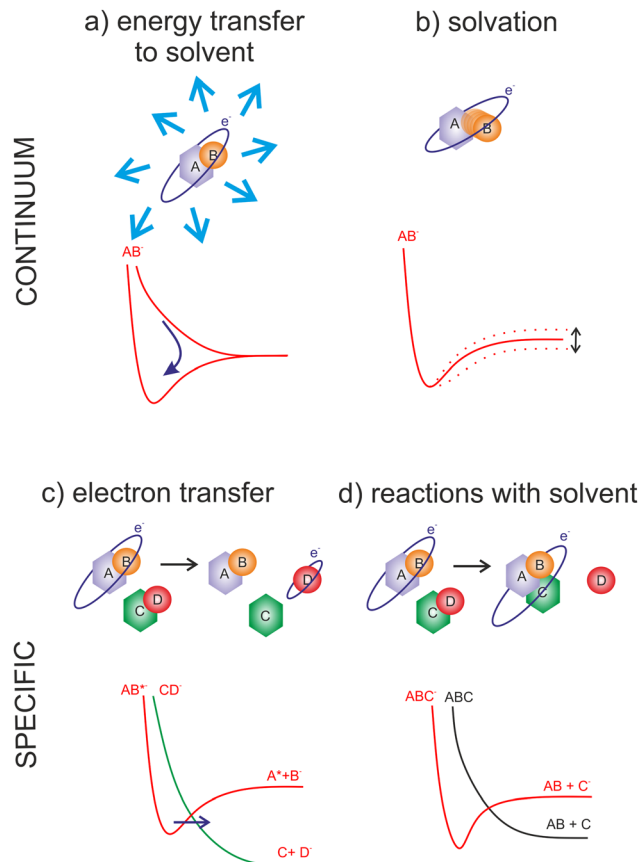 a) energy transfer
to solvent
b) solvation
CONTINUUM
e⁻
A
B
e⁻
A
B
AB⁻
AB⁻
c) electron transfer
d) reactions with solvent
SPECIFIC
e⁻
A
B
C
D
A
B
C
e⁻
D
e⁻
A
B
C
D
e⁻
A
B
C
D
AB*⁻
CD⁻
A*+B⁻
C+ D⁻
ABC⁻
ABC
AB + C⁻
AB + C